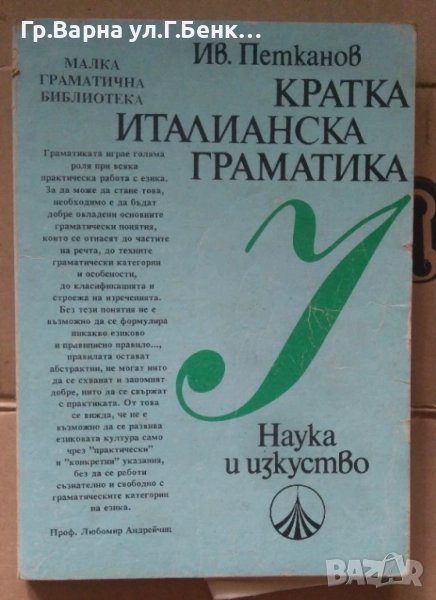 Гр.Варна ул.Г.Бенк...
Ив. Петканов
КРАТКА
ИТАЛИАНСКА
ГРАМАТИКА
МАЛКА
ГРАМАТИЧНА
БИБЛИОТЕКА
Граматиката играе голяма
роля при всяка
практическа работа с езика.
За да може да стане това,
необходимо е да бъдат
добре овладени основните
граматически понятия,
които се отнасят до частите
на речта, до техните
граматически категории
и особености,
до класификацията и
строежа на изреченията.
Без тези понятия не е
възможно да се формулира
никакво езиково
и правописно правило...,
правилата остават
абстрактни, не могат нито
да се схванат и запомнят
добре, нито да се свържат
с практиката. От това
се вижда, че не е
възможно да се развива
езиковата култура само
чрез "практически"
и "конкретни" указания,
без да се работи
съзнателно и свободно с
граматическите категории
на езика.
Проф. Любомир Андрейчин
Наука
и изкуство
BAZAR